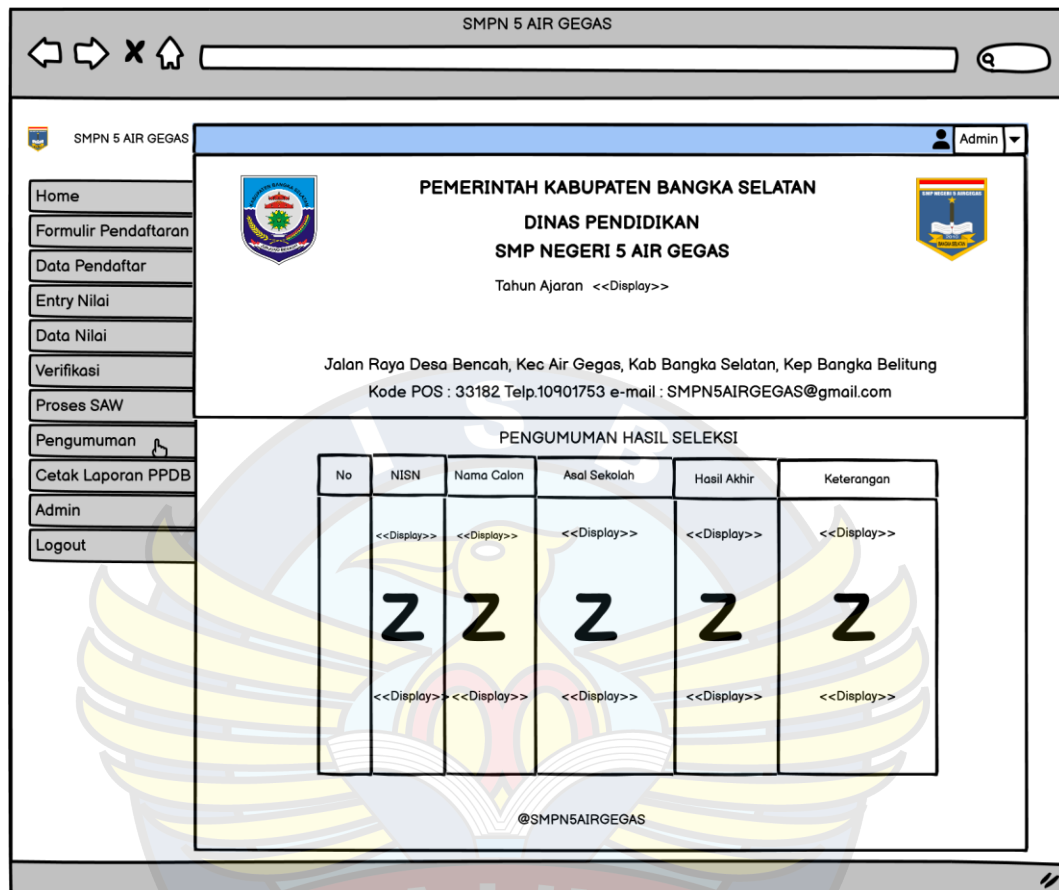 SMPN 5 AIR GEGAS
SMPN 5 AIR GEGAS
Admin
Home
Formulir Pendaftaran
Data Pendaftar
Entry Nilai
Data Nilai
Verifikasi
Proses SAW
Pengumuman
Cetak Laporan PPDB
Admin
Logout
PEMERINTAH KABUPATEN BANGKA SELATAN
DINAS PENDIDIKAN
SMP NEGERI 5 AIR GEGAS
Tahun Ajaran <<Display>>
Jalan Raya Desa Bencah, Kec Air Gegas, Kab Bangka Selatan, Kep Bangka Belitung
Kode POS : 33182 Telp.10901753 e-mail : SMPN5AIRGEGAS@gmail.com
PENGUMUMAN HASIL SELEKSI
No NISN Nama Calon Asal Sekolah Hasil Akhir Keterangan
<<Display>> <<Display>> <<Display>> <<Display>> <<Display>>
Z Z Z Z Z
<<Display>> <<Display>> <<Display>> <<Display>> <<Display>>
@SMPN5AIRGEGAS
I S B